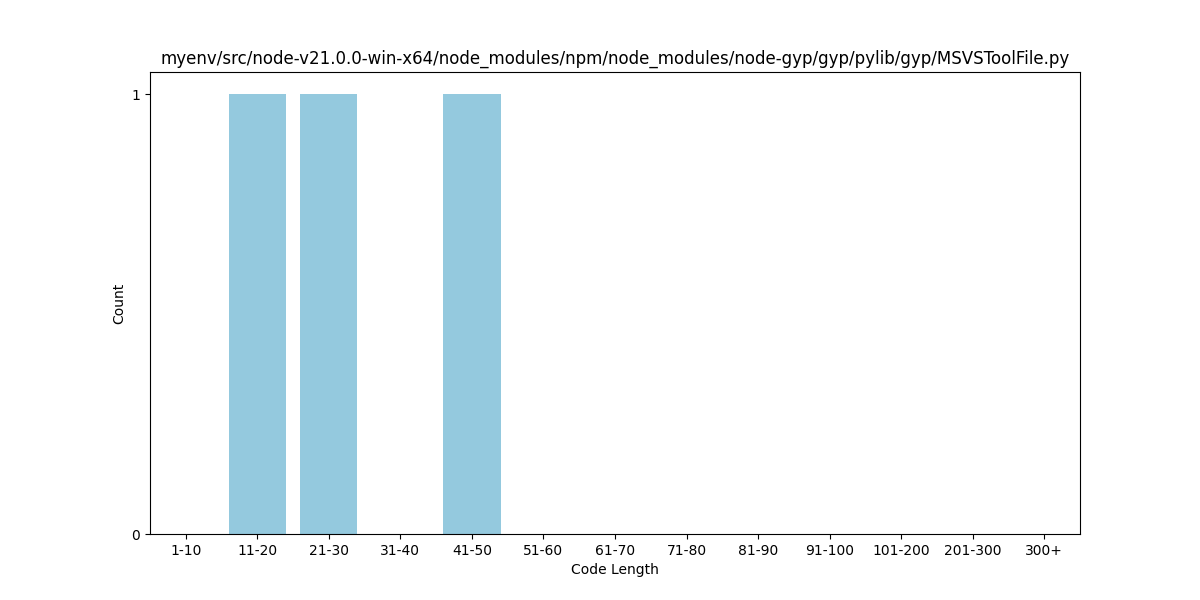 myenv/src/node-v21.0.0-win-x64/node_modules/npm/node_modules/node-gyp/gyp/pylib/gyp/MSVSToolFile.py
1
Count
0
1-10 11-20 21-30 31-40 41-50 51-60 61-70 71-80 81-90 91-100 101-200 201-300 300+
Code Length